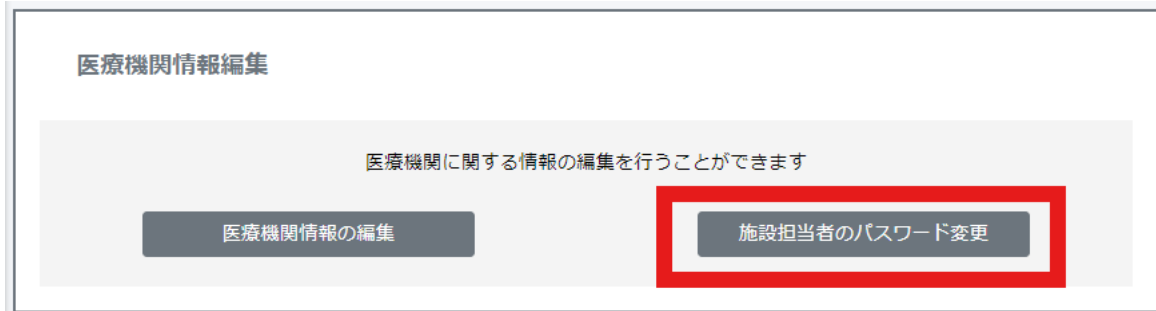 医療機関情報編集
医療機関に関する情報の編集を行うことができます
医療機関情報の編集
施設担当者のパスワード変更